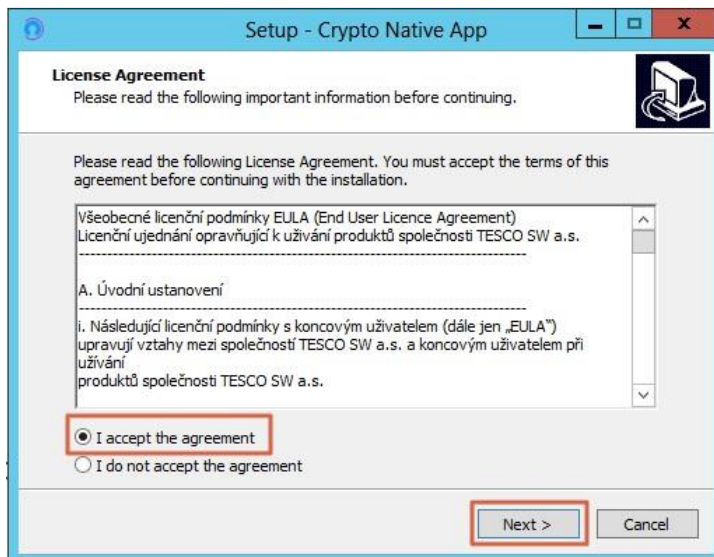 Setup - Crypto Native App
License Agreement
Please read the following important information before continuing.
Please read the following License Agreement. You must accept the terms of this
agreement before continuing with the installation.
Všeobecné licenční podmínky EULA (End User Licence Agreement)
Licenční ujednání opravňující k užívání produktů společnosti TESCO SW a.s.
------------------------------------------------------------------------------
A. Úvodní ustanovení
------------------------------------------------------------------------------
i. Následující licenční podmínky s koncovým uživatelem (dále jen „EULA“)
upravují vztahy mezi společností TESCO SW a.s. a koncovým uživatelem při
užívání
produktů společnosti TESCO SW a.s.
I accept the agreement
I do not accept the agreement
Next >
Cancel